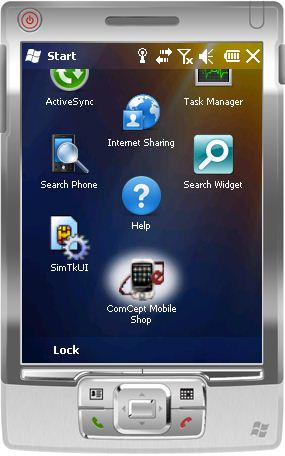 Start
ActiveSync
Task Manager
Internet Sharing
Search Phone
Search Widget
Help
SimTkUI
ComCept Mobile
Shop
Lock